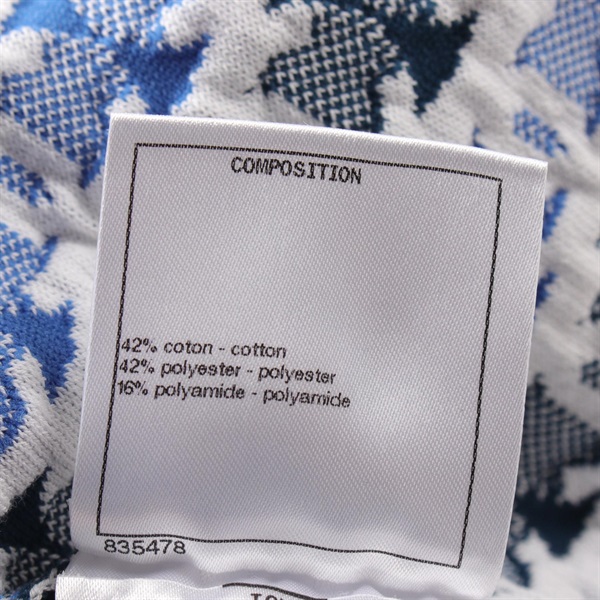 COMPOSITION
42% coton - cotton
42% polyester - polyester
16% polyamide - polyamide
835478